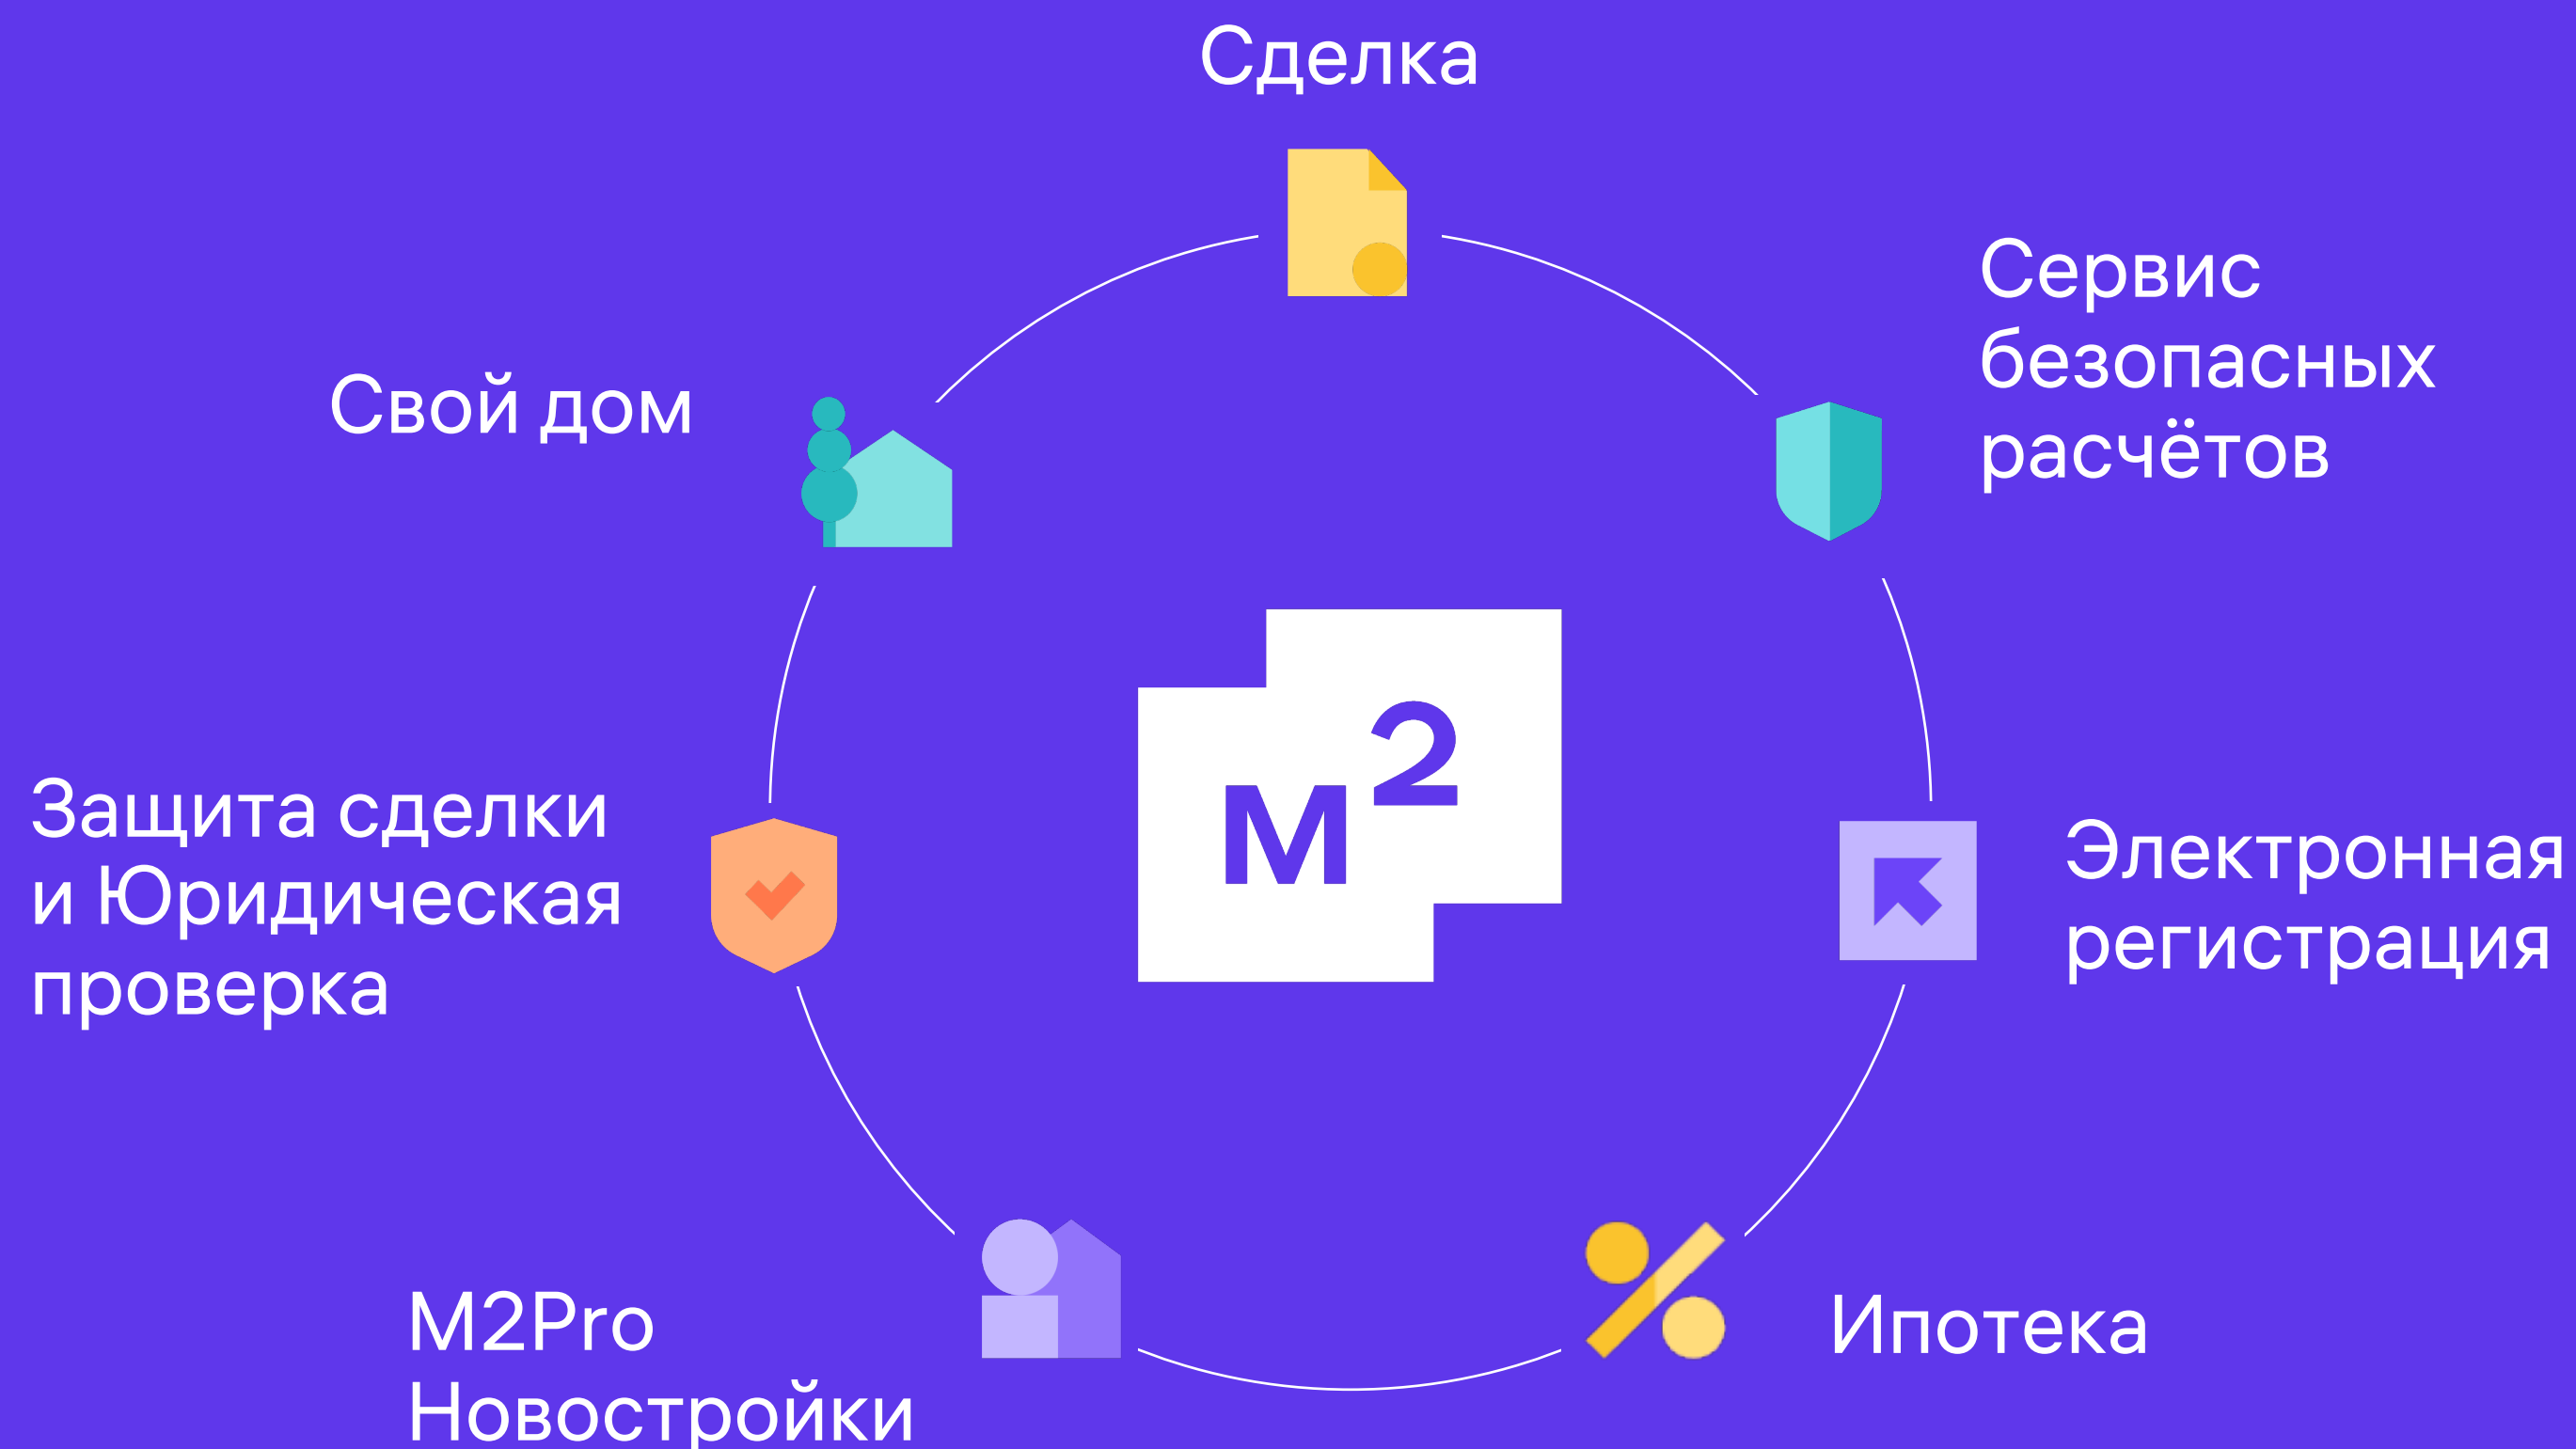 Сделка
Сервис
безопасных
расчётов
Свой дом
м²
Защита сделки
и Юридическая
проверка
Электронная
регистрация
M2Pro
Новостройки
Ипотека